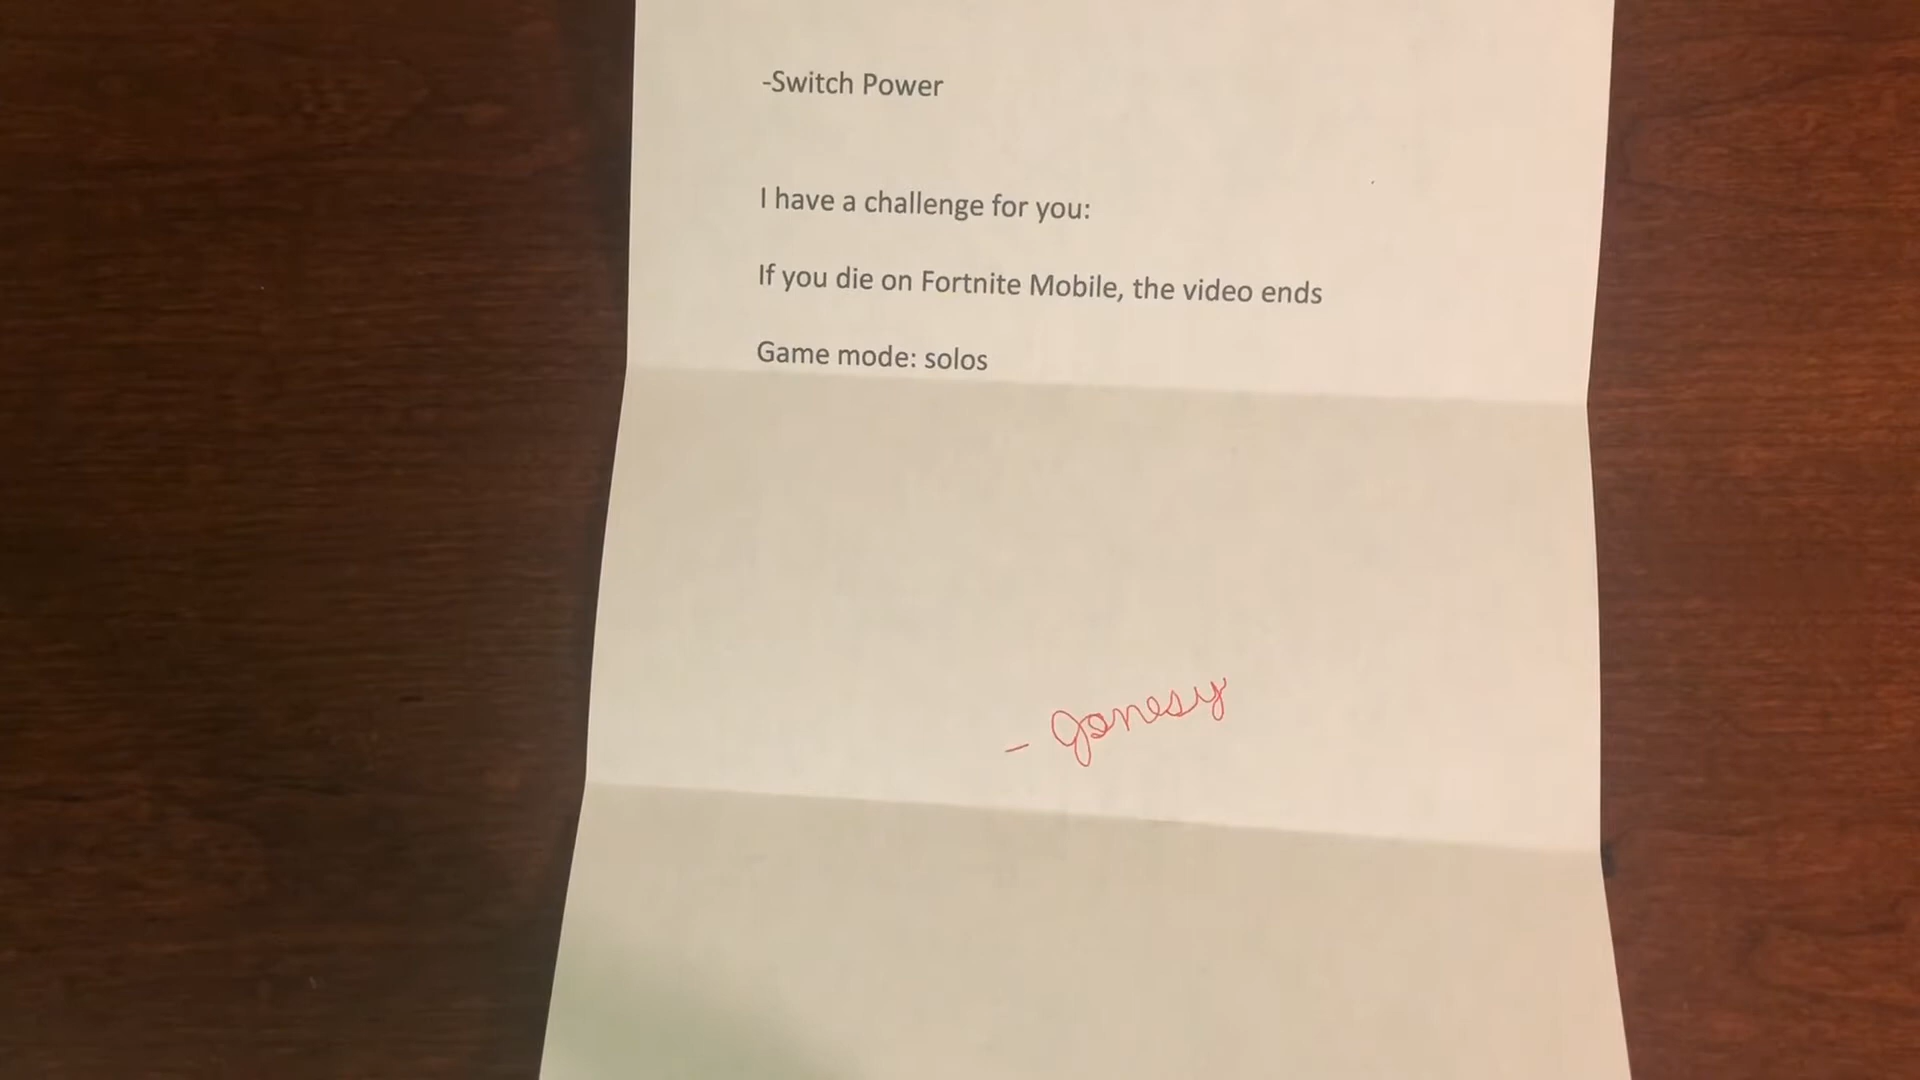 -Switch Power
I have a challenge for you:
If you die on Fortnite Mobile, the video ends
Game mode: solos
- Jonesy